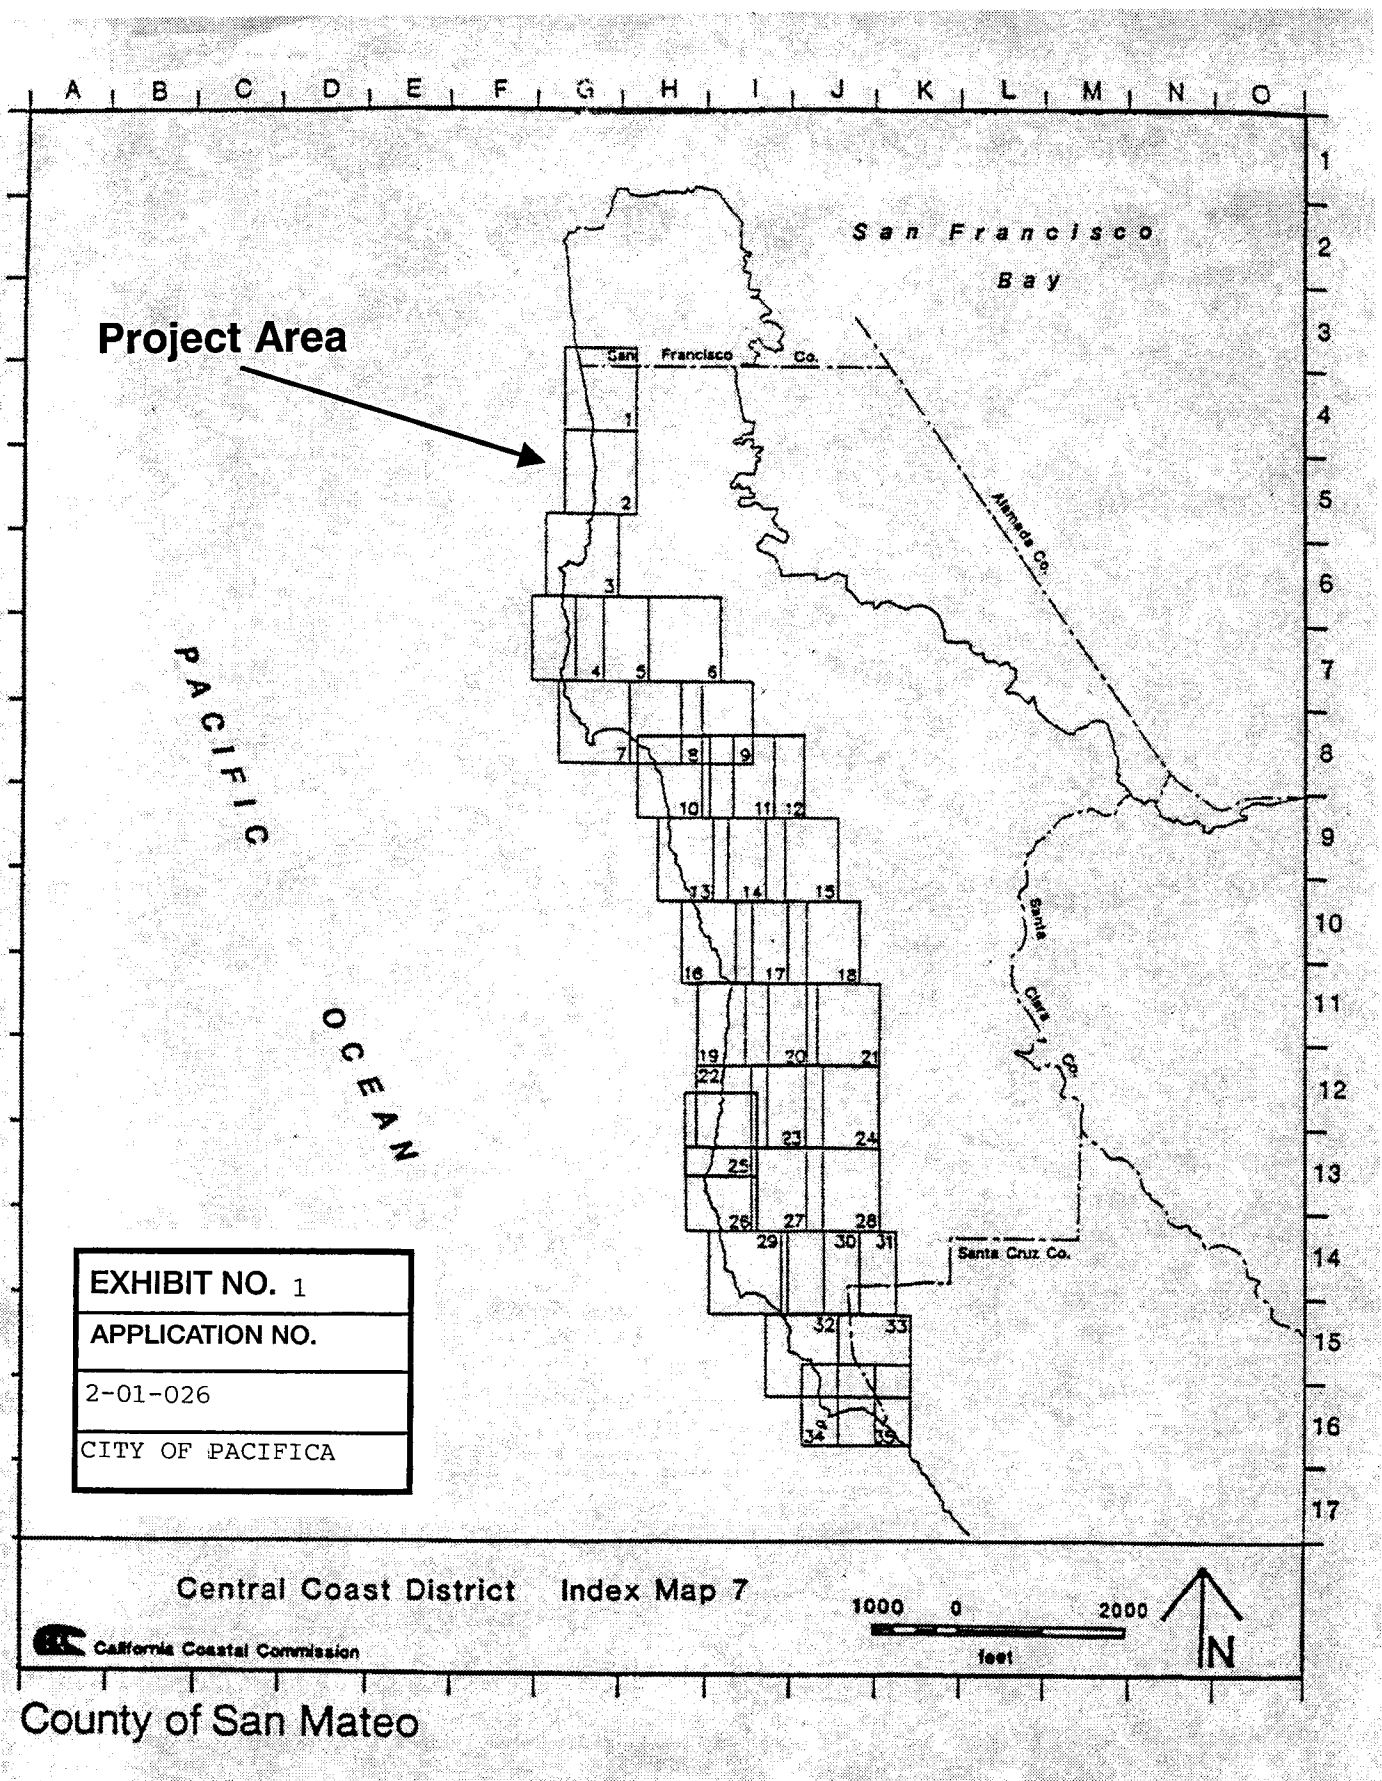 A B C D E F G H I J K L M N O
1
San Francisco
2
Bay
3
Project Area
San Francisco Co.
1
4
2
5
Alameda Co.
3
6
4 5 6
7
PACIFIC
7 8 9
8
10 11 12
9
13 14 15
10
Santa
16 17 18
11
Clara
OCEAN
19 20 21
Co.
22
12
23 24
25
13
26 27 28
29 30 31
Santa Cruz Co.
14
EXHIBIT NO. 1
APPLICATION NO.
32 33
15
2-01-026
34 35
16
CITY OF PACIFICA
17
Central Coast District Index Map 7
1000 0 2000
feet
N
California Coastal Commission
County of San Mateo